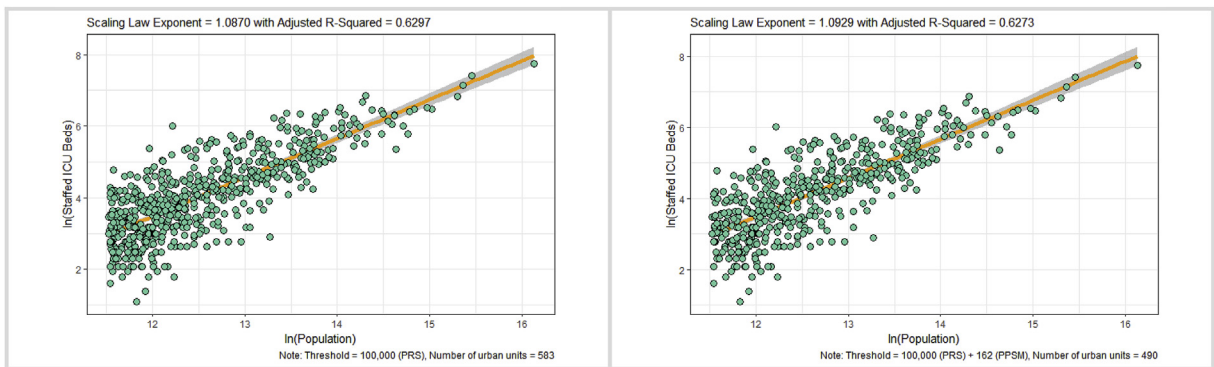 Scaling Law Exponent = 1.0870 with Adjusted R-Squared = 0.6297
8
6
4
2
ln(Staffed ICU Beds)
12 13 14 15 16
ln(Population)
Note: Threshold = 100,000 (PRS), Number of urban units = 583
Scaling Law Exponent = 1.0929 with Adjusted R-Squared = 0.6273
8
6
4
2
ln(Staffed ICU Beds)
12 13 14 15 16
ln(Population)
Note: Threshold = 100,000 (PRS) + 162 (PPSM), Number of urban units = 490